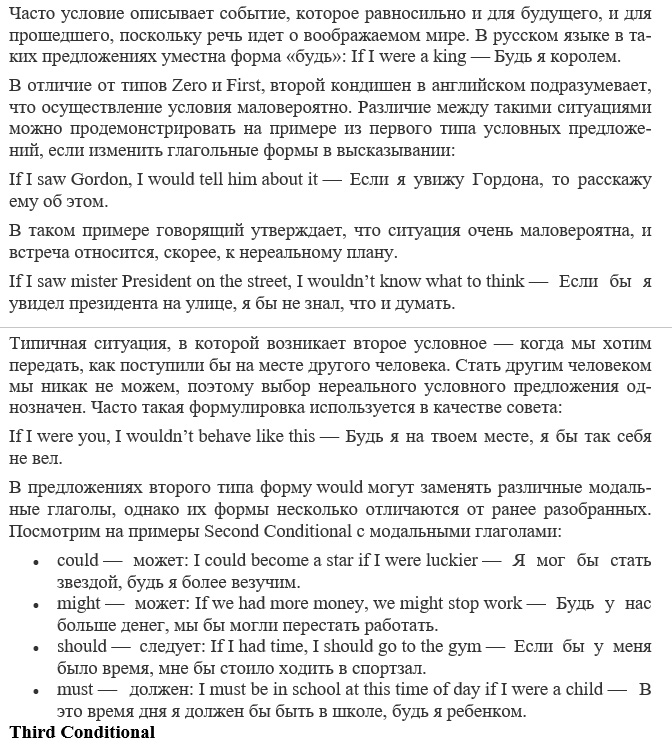 Часто условие описывает событие, которое равносильно и для будущего, и для
прошедшего, поскольку речь идет о воображаемом мире. В русском языке в та-
ких предложениях уместна форма «будь»: If I were a king — Будь я королем.
В отличие от типов Zero и First, второй кондишен в английском подразумевает,
что осуществление условия маловероятно. Различие между такими ситуациями
можно продемонстрировать на примере из первого типа условных предложе-
ний, если изменить глагольные формы в высказывании:
If I saw Gordon, I would tell him about it — Если я увижу Гордона, то расскажу
ему об этом.
В таком примере говорящий утверждает, что ситуация очень маловероятна, и
встреча относится, скорее, к нереальному плану.
If I saw mister President on the street, I wouldn’t know what to think — Если бы я
увидел президента на улице, я бы не знал, что и думать.
Типичная ситуация, в которой возникает второе условное — когда мы хотим
передать, как поступили бы на месте другого человека. Стать другим человеком
мы никак не можем, поэтому выбор нереального условного предложения од-
нозначен. Часто такая формулировка используется в качестве совета:
If I were you, I wouldn’t behave like this — Будь я на твоем месте, я бы так себя
не вел.
В предложениях второго типа форму would могут заменять различные модаль-
ные глаголы, однако их формы несколько отличаются от ранее разобранных.
Посмотрим на примеры Second Conditional с модальными глаголами:
• could — может: I could become a star if I were luckier — Я мог бы стать
звездой, будь я более везучим.
• might — может: If we had more money, we might stop work — Будь у нас
больше денег, мы бы могли перестать работать.
• should — следует: If I had time, I should go to the gym — Если бы у меня
было время, мне бы стоило ходить в спортзал.
• must — должен: I must be in school at this time of day if I were a child — В
это время дня я должен бы быть в школе, будь я ребенком.
Third Conditional